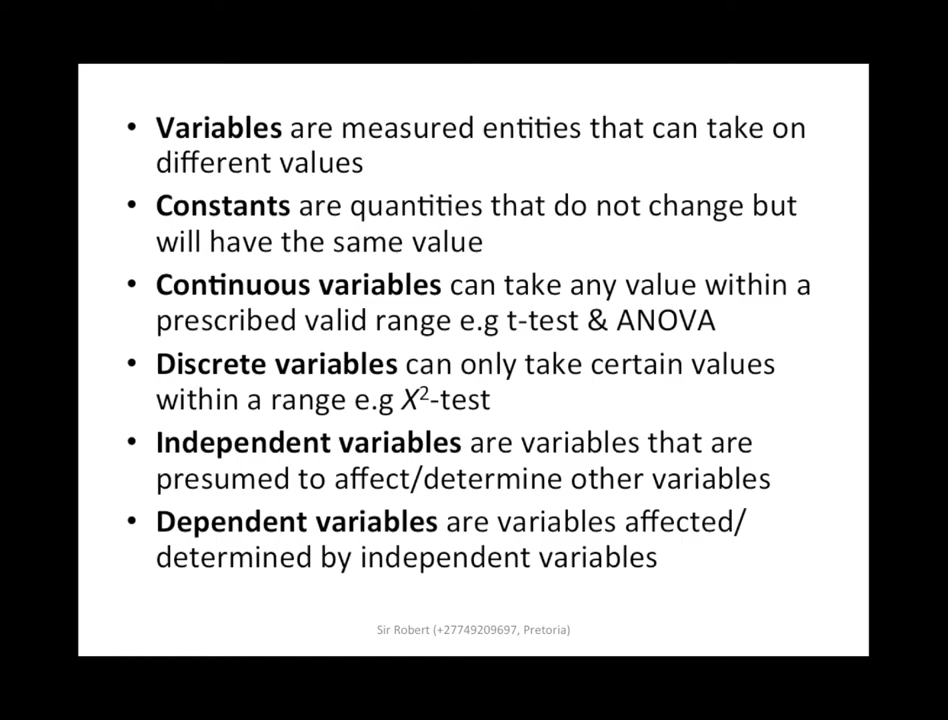 • Variables are measured entities that can take on
different values
• Constants are quantities that do not change but
will have the same value
• Continuous variables can take any value within a
prescribed valid range e.g t-test & ANOVA
• Discrete variables can only take certain values
within a range e.g X²-test
• Independent variables are variables that are
presumed to affect/determine other variables
• Dependent variables are variables affected/
determined by independent variables
Sir Robert (+27749209697, Pretoria)